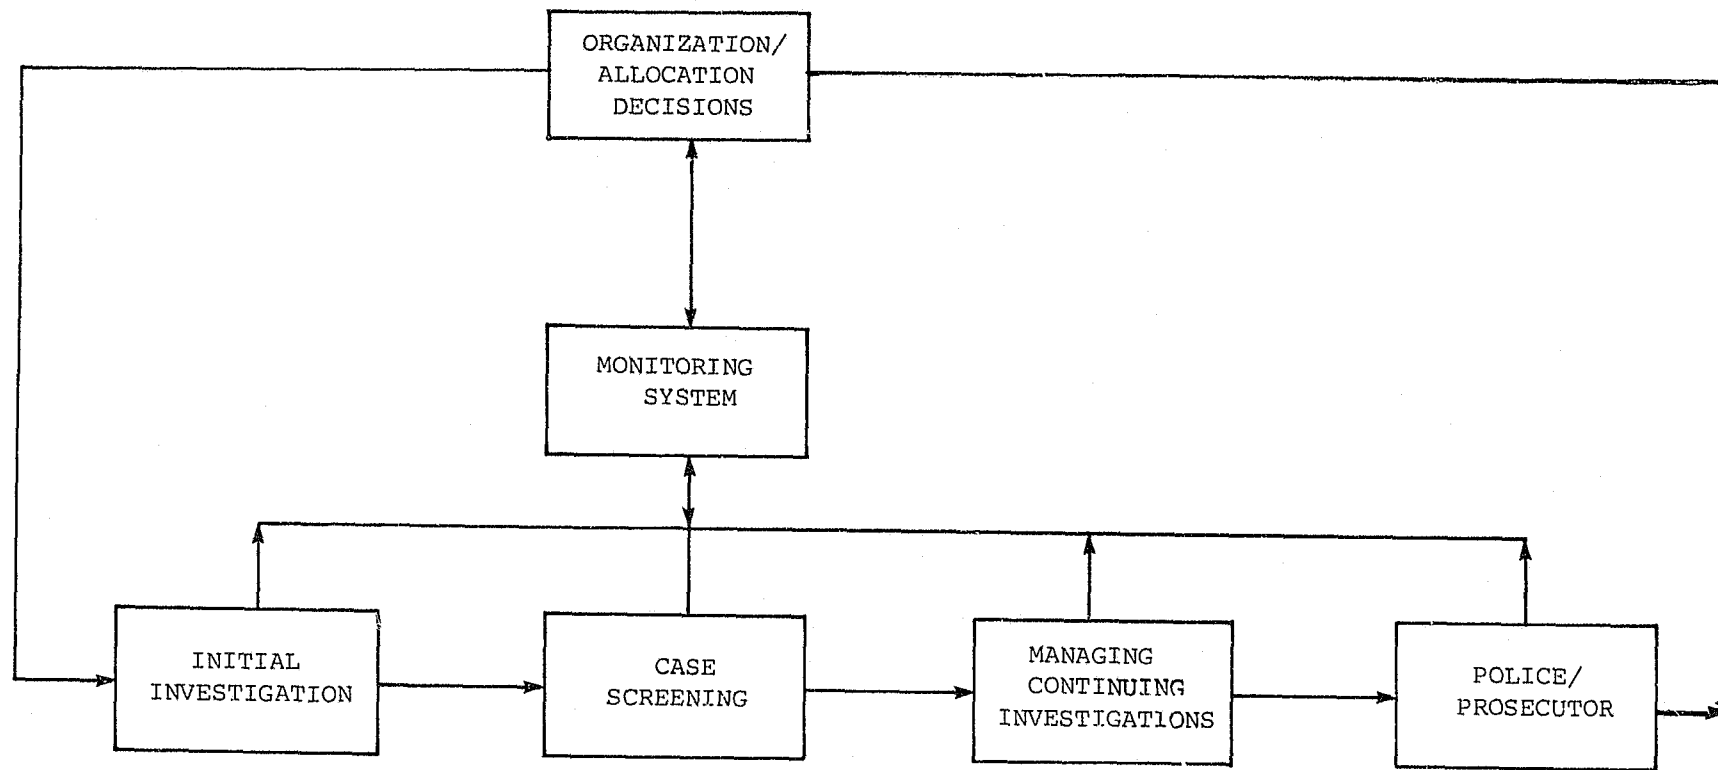 ORGANIZATION/
ALLOCATION
DECISIONS
MONITORING
SYSTEM
INITIAL
INVESTIGATION
CASE
SCREENING
MANAGING
CONTINUING
INVESTIGATIONS
POLICE/
PROSECUTOR